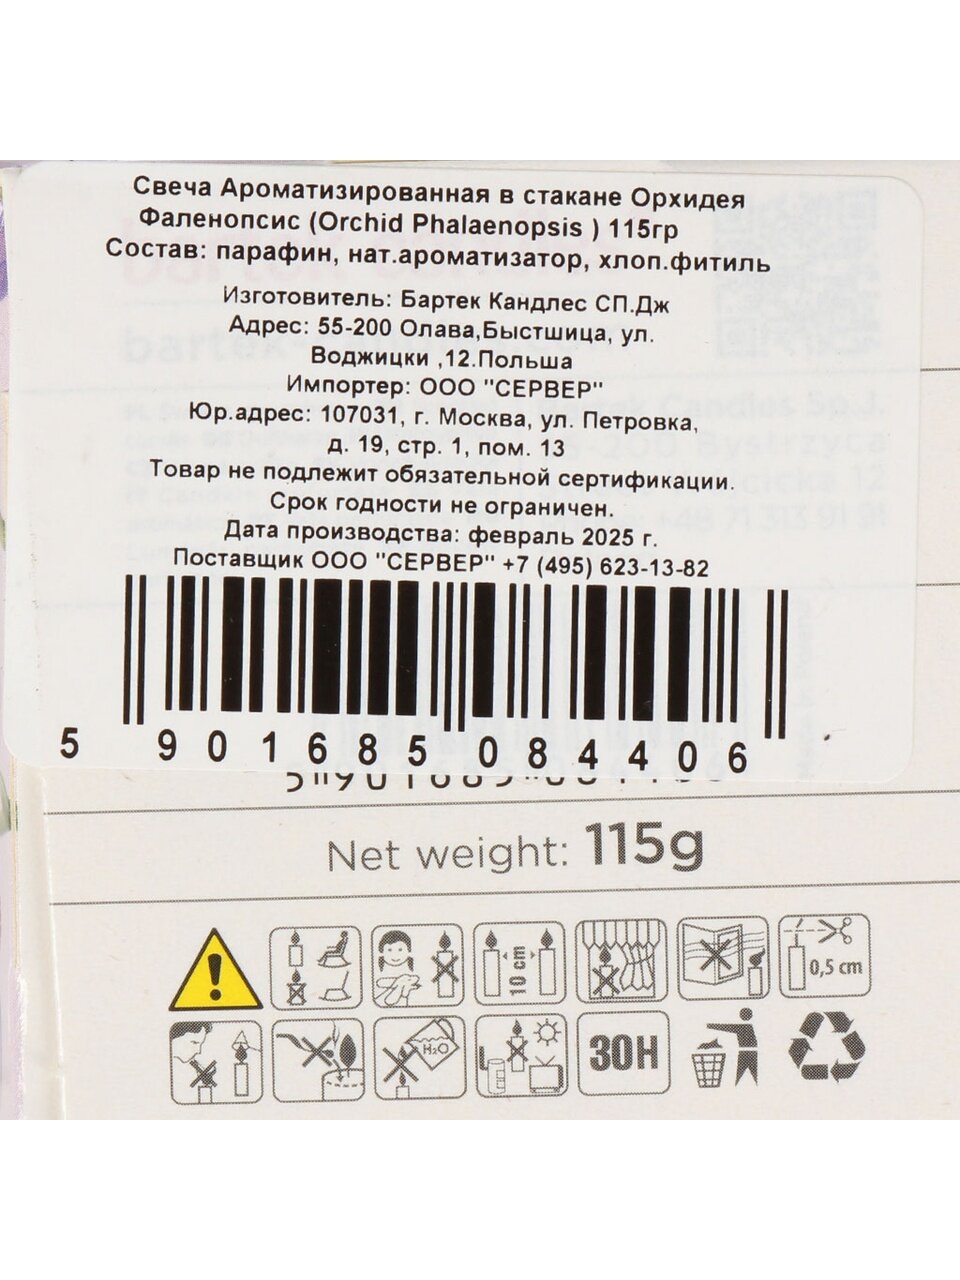 Свеча Ароматизированная в стакане Орхидея
Фаленопсис (Orchid Phalaenopsis ) 115гр
Состав: парафин, нат.ароматизатор, хлоп.фитиль
Изготовитель: Бартек Кандлес СП.Дж
Адрес: 55-200 Олава,Быстшица, ул.
Воджицки ,12.Польша
Импортер: ООО "СЕРВЕР"
Юр.адрес: 107031, г. Москва, ул. Петровка,
д. 19, стр. 1, пом. 13
Товар не подлежит обязательной сертификации.
Срок годности не ограничен.
Дата производства: февраль 2025 г.
Поставщик ООО "СЕРВЕР" +7 (495) 623-13-82
5 901685 084406
Net weight: 115g
10 cm
0,5 cm
H₂O
30H